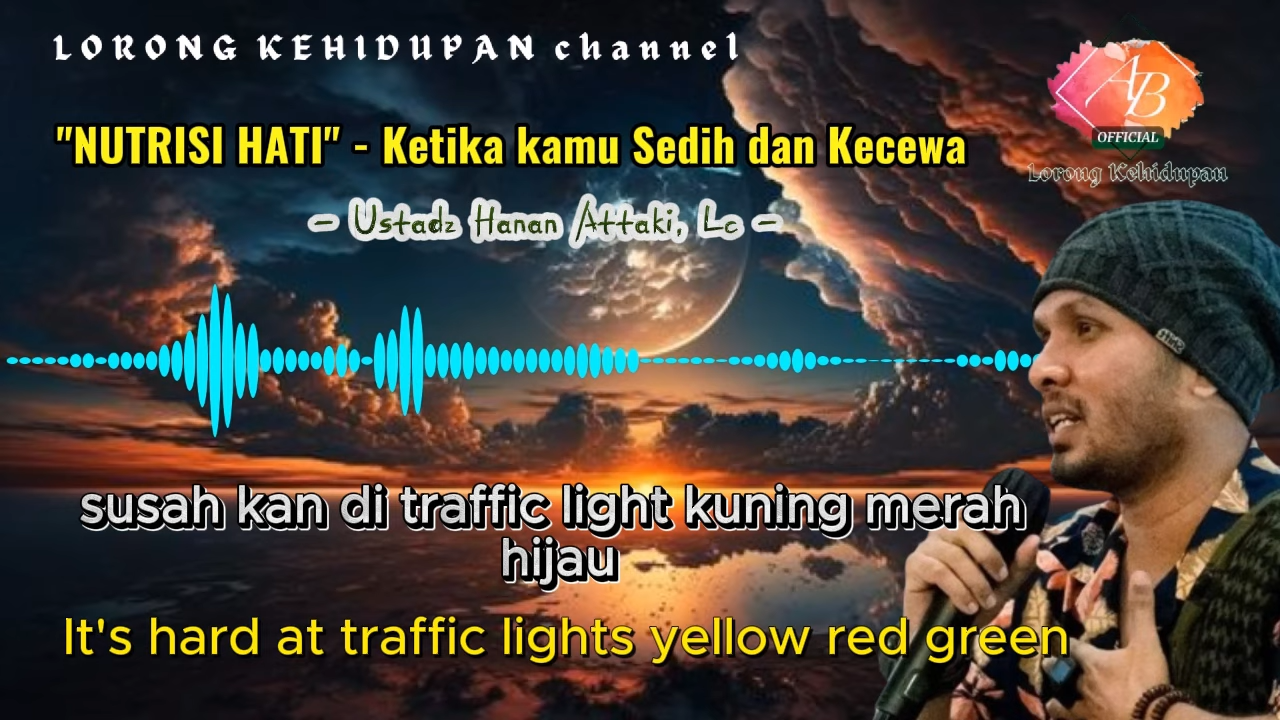 LORONG KEHIDUPAN channel
AB
OFFICIAL
Lorong Kehidupan
"NUTRISI HATI" - Ketika kamu Sedih dan Kecewa
- Ustadz Hanan Attaki, Lc -
susah kan di traffic light kuning merah
hijau
It's hard at traffic lights yellow red green